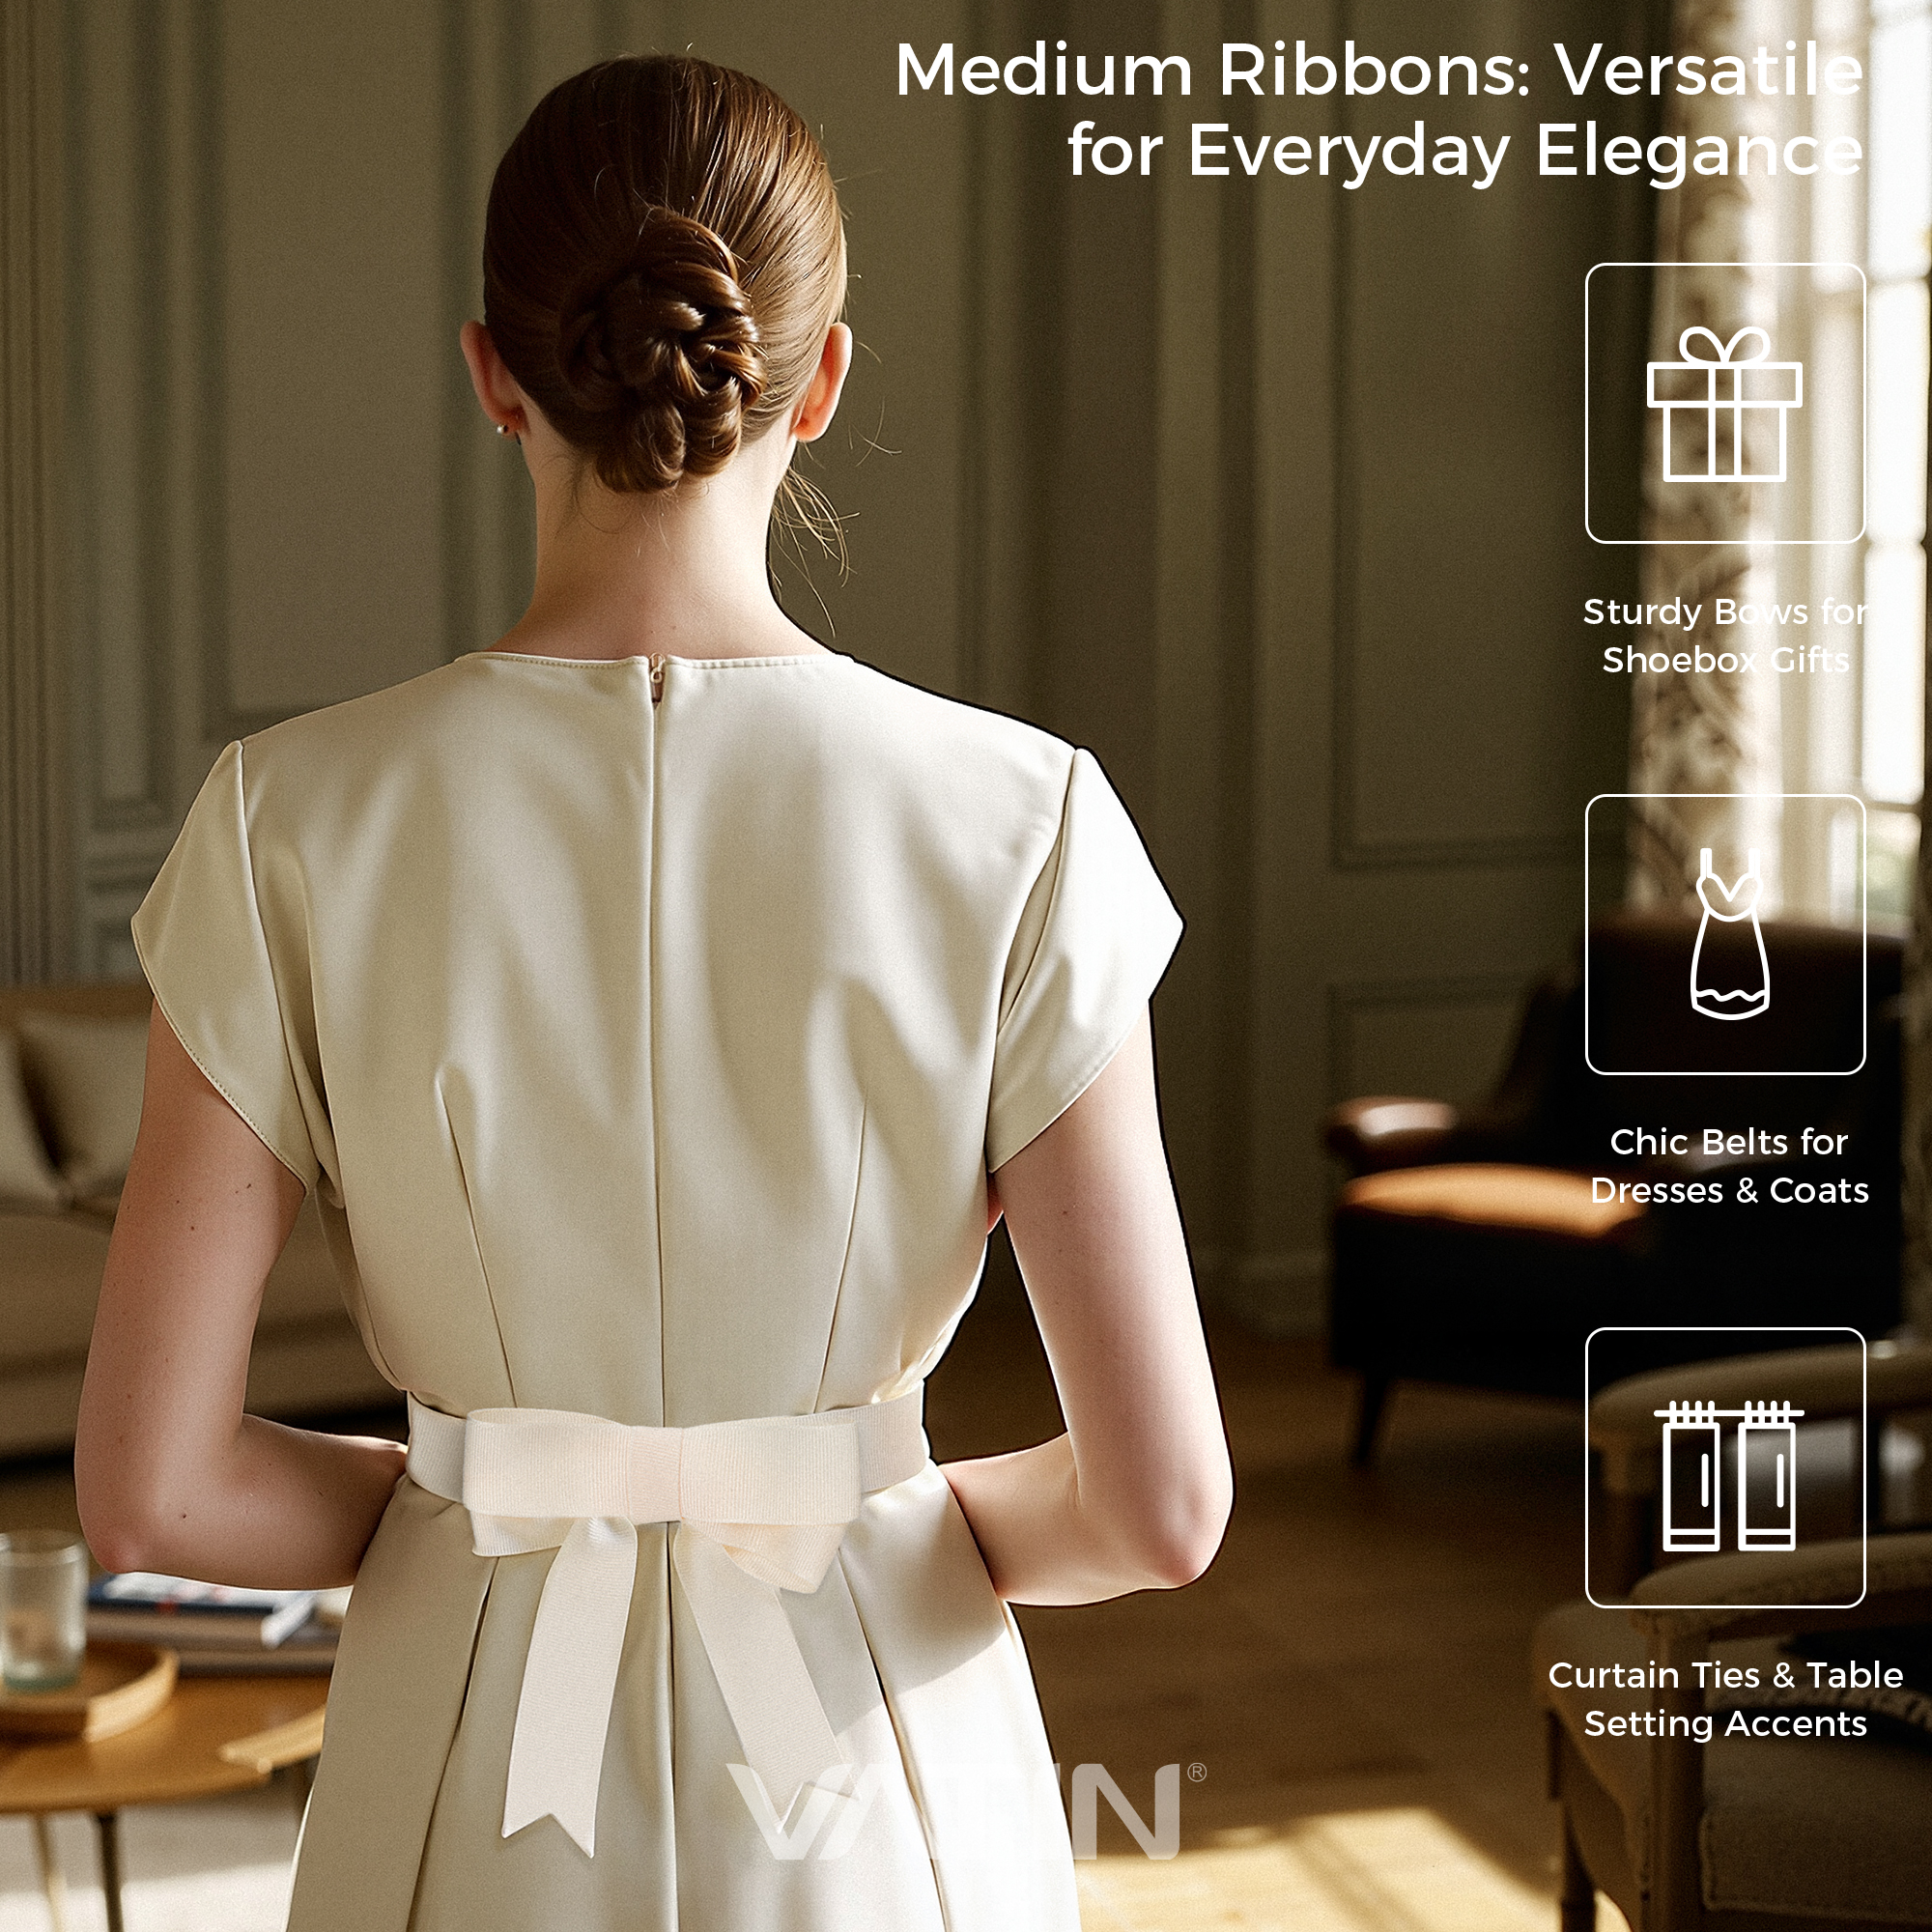 Medium Ribbons: Versatile
for Everyday Elegance
Sturdy Bows for
Shoebox Gifts
Chic Belts for
Dresses & Coats
Curtain Ties & Table
Setting Accents
VATIN®